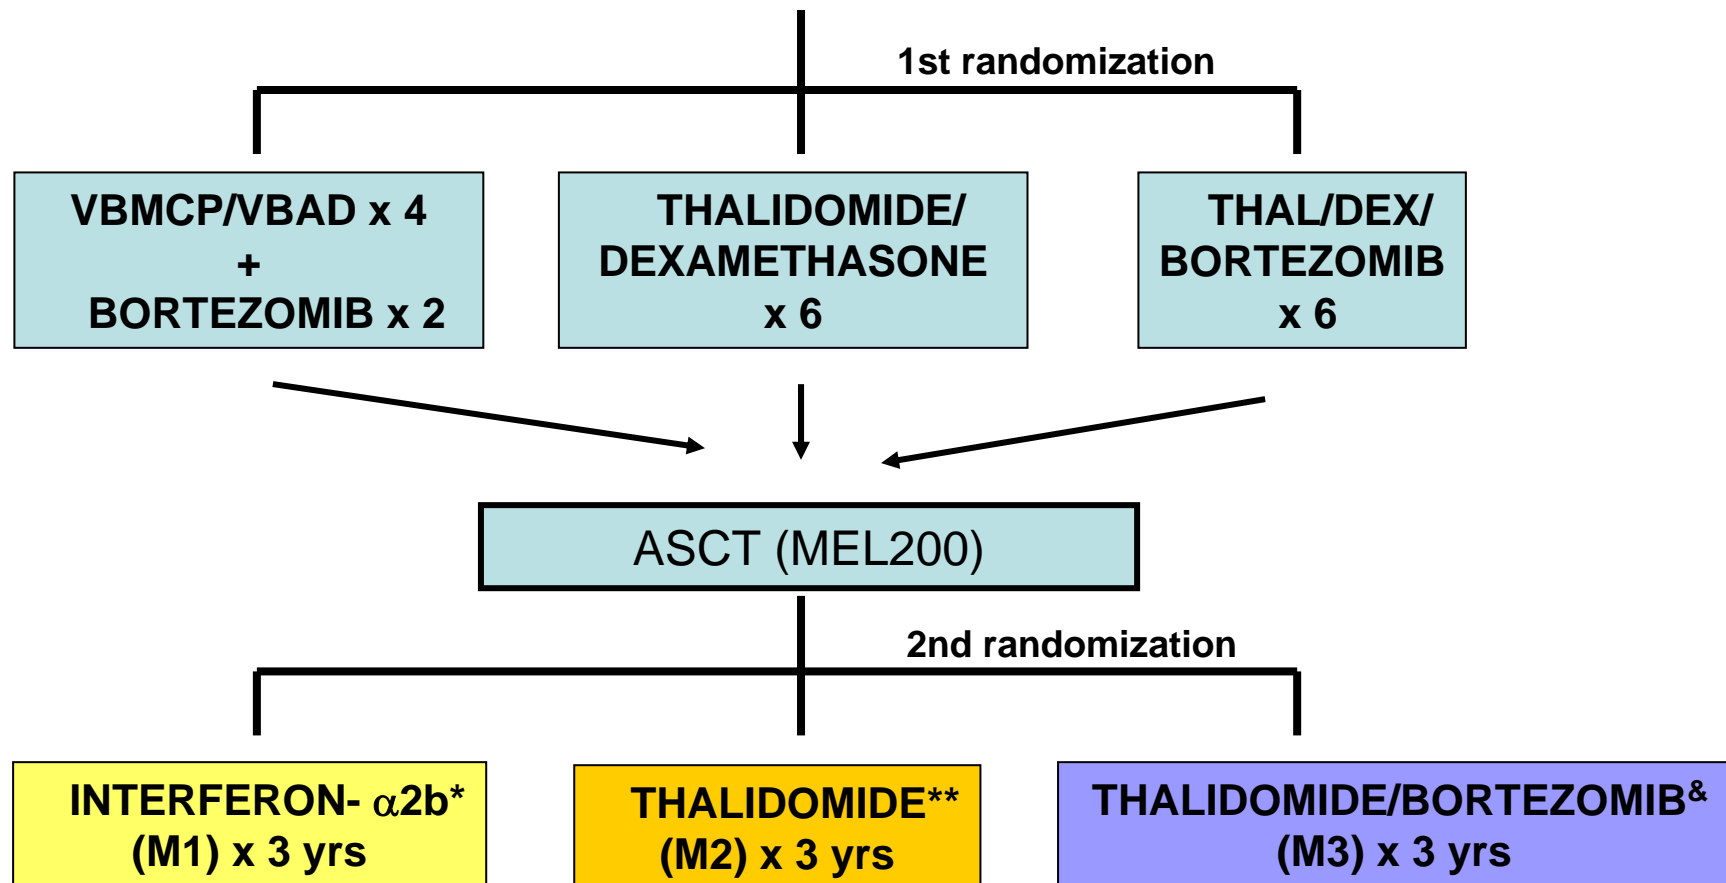 1st randomization
VBMCP/VBAD x 4
+
BORTEZOMIB x 2
THALIDOMIDE/
DEXAMETHASONE
x 6
THAL/DEX/
BORTEZOMIB
x 6
ASCT (MEL200)
2nd randomization
INTERFERON- α2b*
(M1) x 3 yrs
THALIDOMIDE**
(M2) x 3 yrs
THALIDOMIDE/BORTEZOMIB&
(M3) x 3 yrs